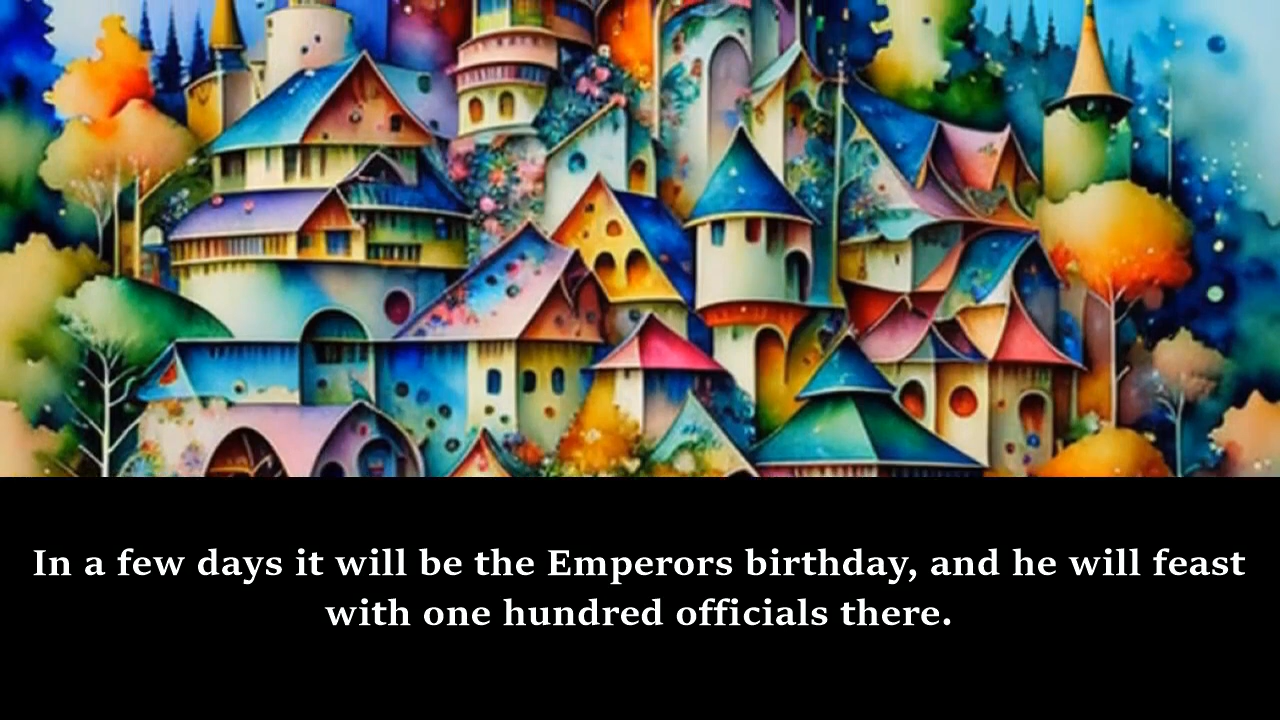 In a few days it will be the Emperors birthday, and he will feast
with one hundred officials there.